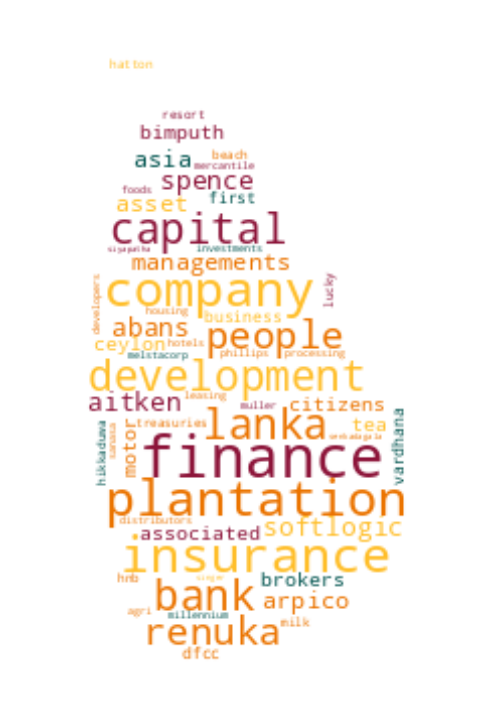 hatton
resort
bimputh
asia beach
mercantile
spence
foods first
asset
capital
siyapatha investments
managements
developers company lucky
housing business
abans people
ceylon hotels
melstacorp phillips processing
development
leasing
aitken muller citizens
hikkaduwa sanasa motor treasuries lanka tea vardhana
finance
plantation
distributors
associated softlogic
insurance
hnb singer brokers
bank arpico
agri millennium milk
renuka
dfcc